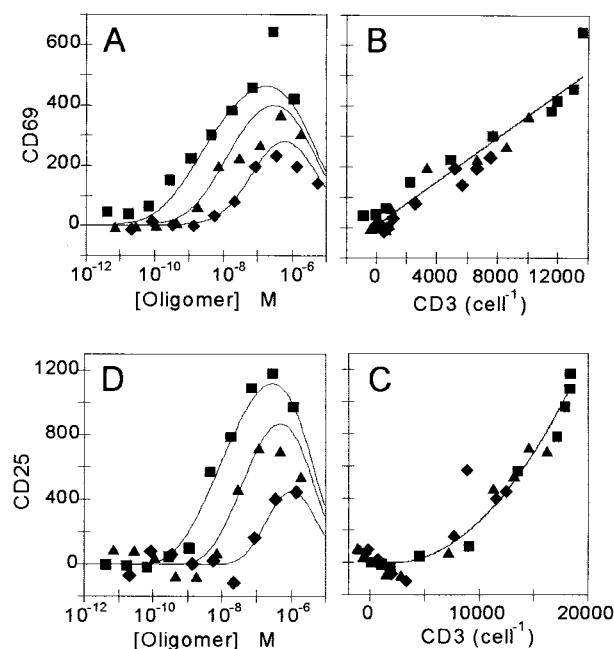 A
B
CD69
600
400
200
0
10^-12 10^-10 10^-8 10^-6
[Oligomer] M
0 4000 8000 12000
CD3 (cell^-1)
D
C
CD25
1200
800
400
0
10^-12 10^-10 10^-8 10^-6
[Oligomer] M
0 10000 20000
CD3 (cell^-1)